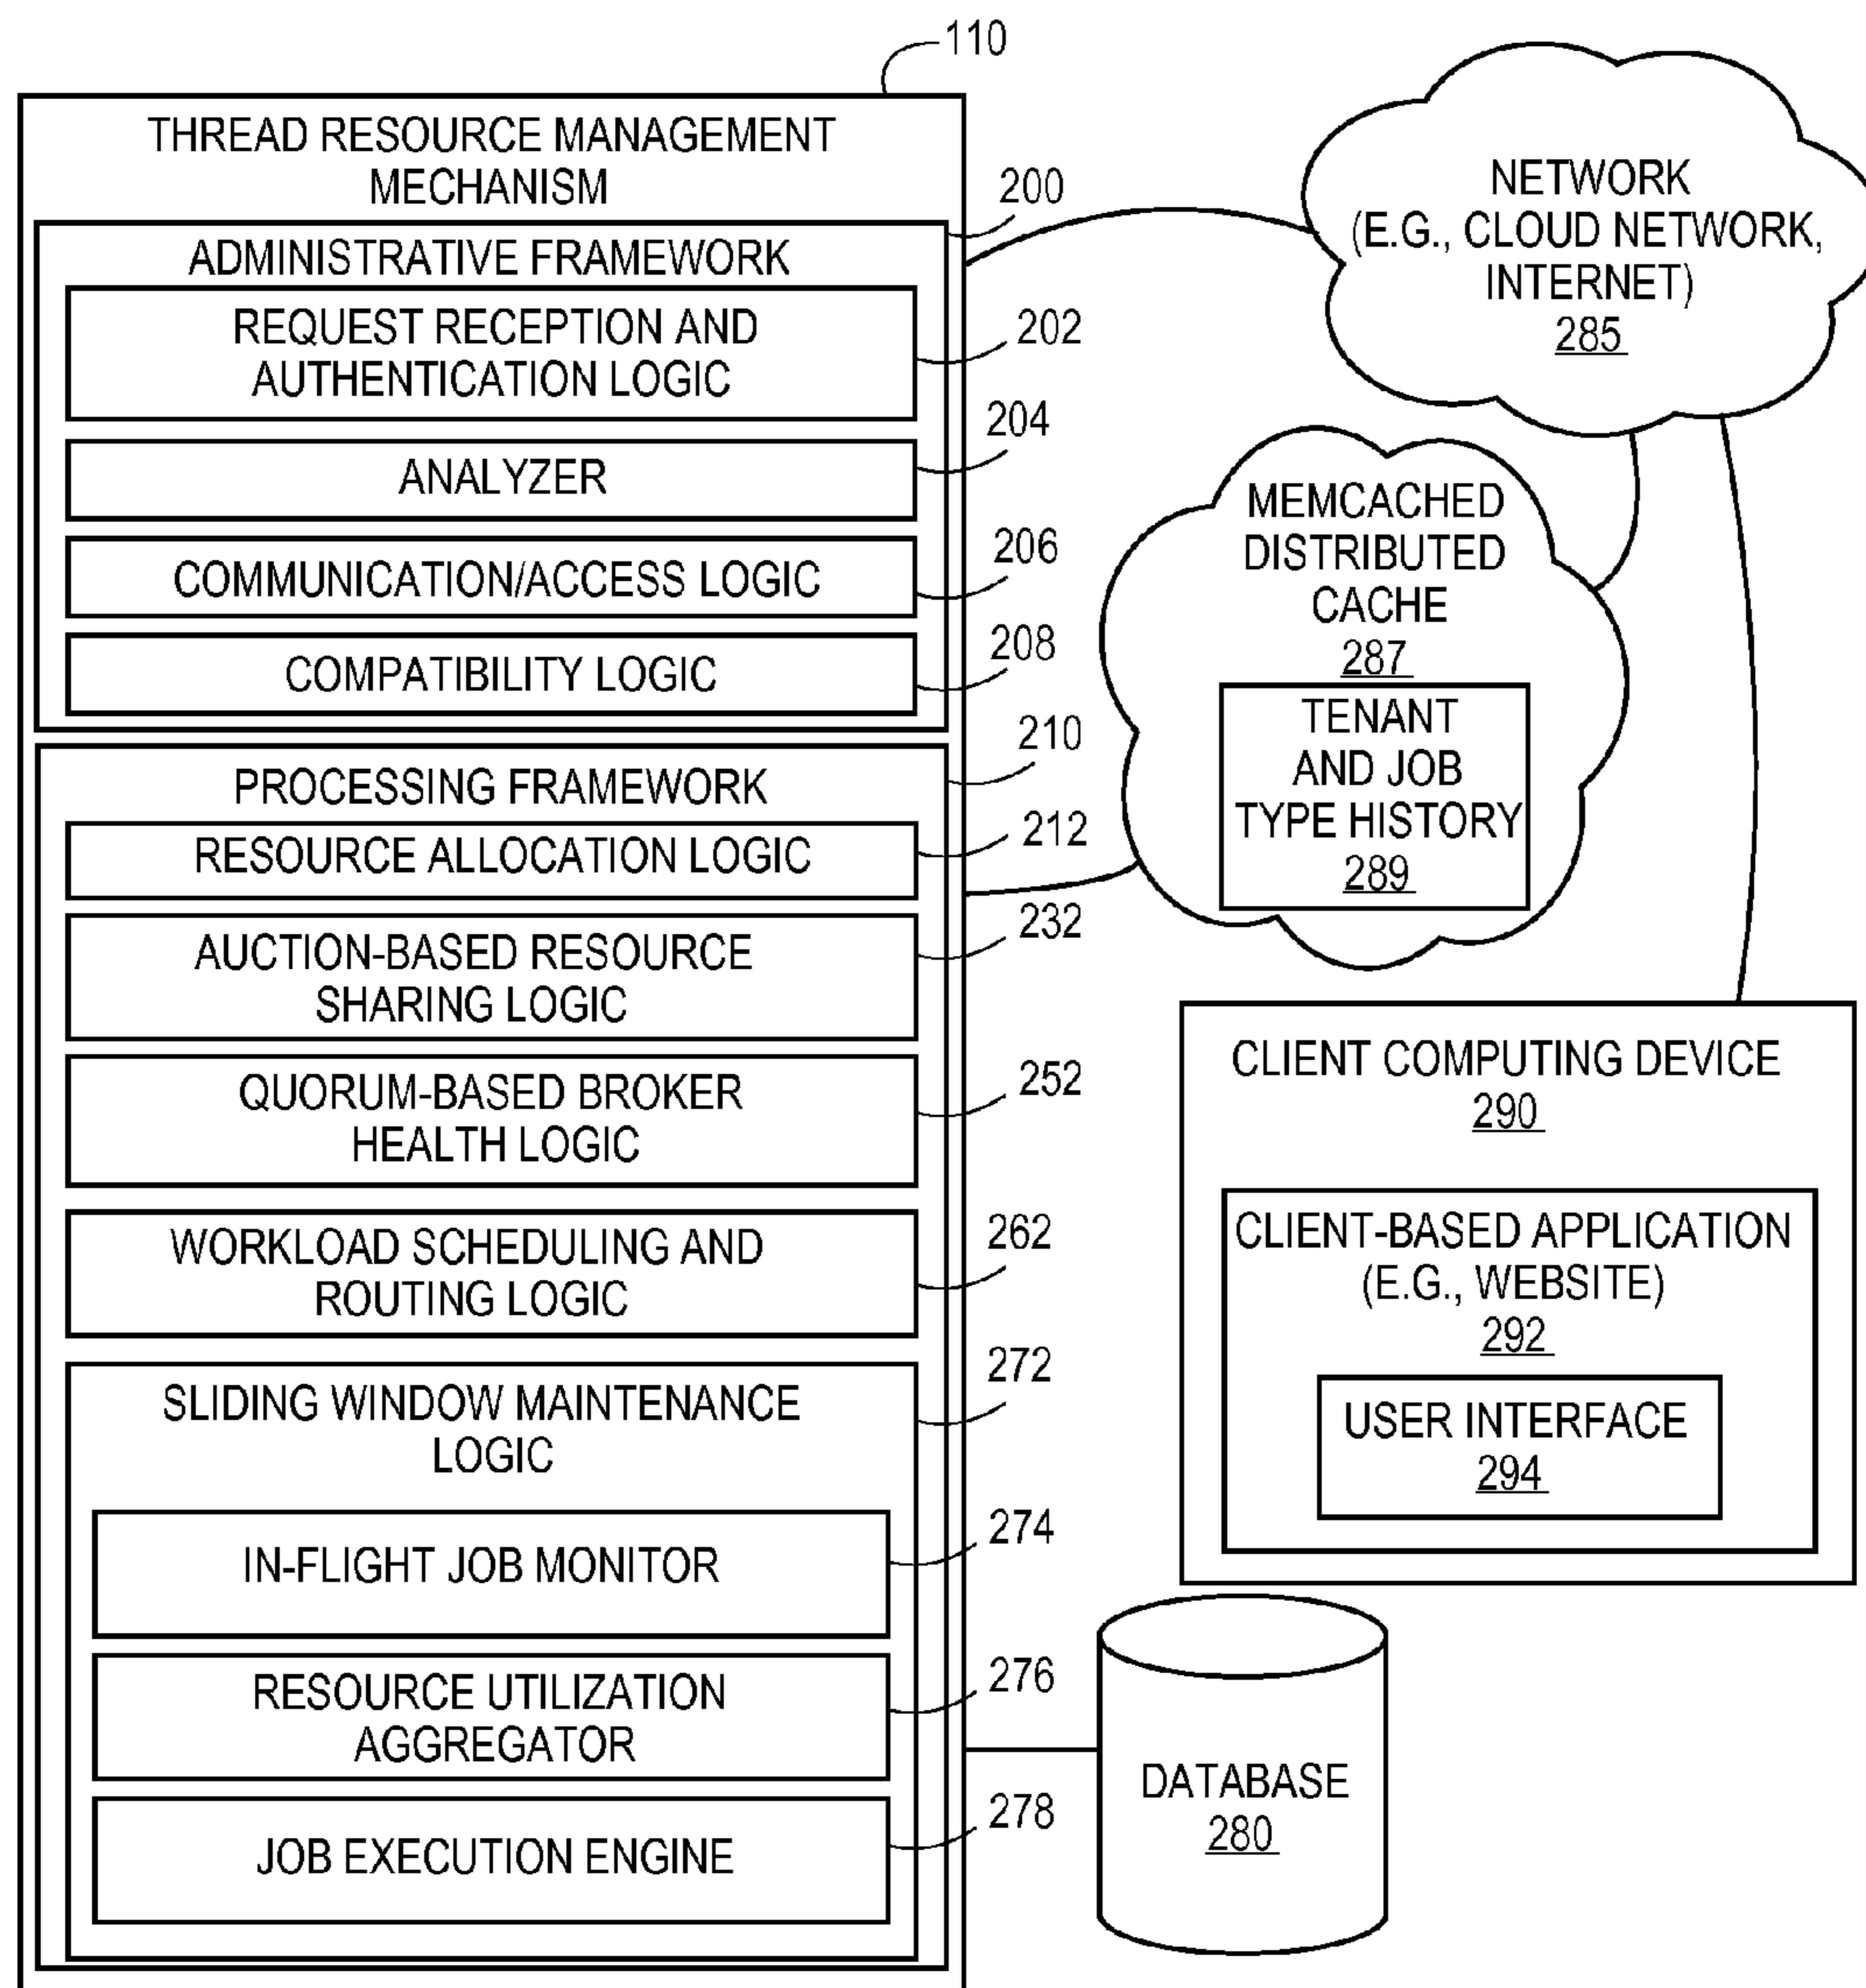 110
THREAD RESOURCE MANAGEMENT
MECHANISM
200
ADMINISTRATIVE FRAMEWORK
REQUEST RECEPTION AND
AUTHENTICATION LOGIC
202
204
ANALYZER
206
COMMUNICATION/ACCESS LOGIC
208
COMPATIBILITY LOGIC
210
PROCESSING FRAMEWORK
212
RESOURCE ALLOCATION LOGIC
232
AUCTION-BASED RESOURCE
SHARING LOGIC
252
QUORUM-BASED BROKER
HEALTH LOGIC
262
WORKLOAD SCHEDULING AND
ROUTING LOGIC
272
SLIDING WINDOW MAINTENANCE
LOGIC
274
IN-FLIGHT JOB MONITOR
276
RESOURCE UTILIZATION
AGGREGATOR
278
JOB EXECUTION ENGINE
NETWORK
(E.G., CLOUD NETWORK,
INTERNET)
285
MEMCACHED
DISTRIBUTED
CACHE
287
TENANT
AND JOB
TYPE HISTORY
289
CLIENT COMPUTING DEVICE
290
CLIENT-BASED APPLICATION
(E.G., WEBSITE)
292
USER INTERFACE
294
DATABASE
280